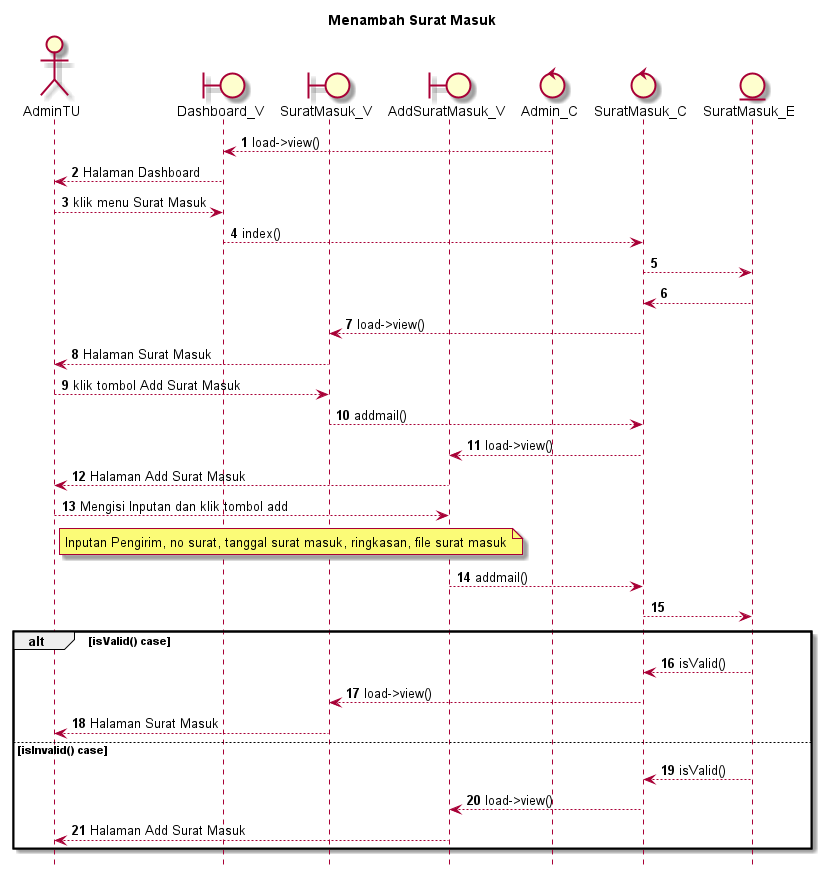 Menambah Surat Masuk
AdminTU
Dashboard_V
SuratMasuk_V
AddSuratMasuk_V
Admin_C
SuratMasuk_C
SuratMasuk_E
1 load->view()
2 Halaman Dashboard
3 klik menu Surat Masuk
4 index()
5
6
7 load->view()
8 Halaman Surat Masuk
9 klik tombol Add Surat Masuk
10 addmail()
11 load->view()
12 Halaman Add Surat Masuk
13 Mengisi Inputan dan klik tombol add
Inputan Pengirim, no surat, tanggal surat masuk, ringkasan, file surat masuk
14 addmail()
15
alt [isValid() case]
16 isValid()
17 load->view()
18 Halaman Surat Masuk
[isInvalid() case]
19 isValid()
20 load->view()
21 Halaman Add Surat Masuk